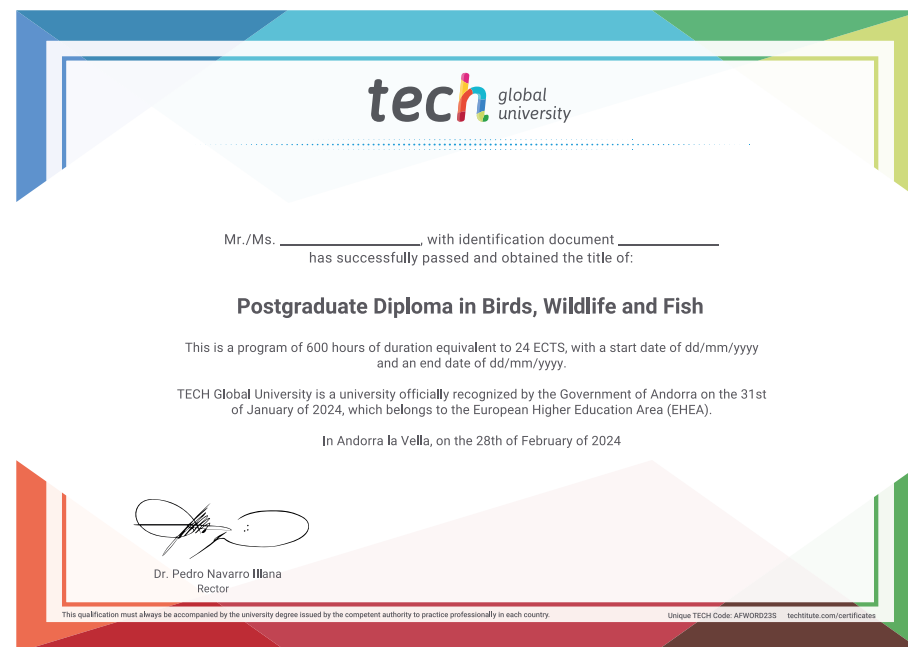 tech global
university
Mr./Ms. ____________________, with identification document ______________
has successfully passed and obtained the title of:
Postgraduate Diploma in Birds, Wildlife and Fish
This is a program of 600 hours of duration equivalent to 24 ECTS, with a start date of dd/mm/yyyy
and an end date of dd/mm/yyyy.
TECH Global University is a university officially recognized by the Government of Andorra on the 31st
of January of 2024, which belongs to the European Higher Education Area (EHEA).
In Andorra la Vella, on the 28th of February of 2024
Dr. Pedro Navarro Illana
Rector
This qualification must always be accompanied by the university degree issued by the competent authority to practice professionally in each country.
Unique TECH Code: AFWORD23S techtitute.com/certificates